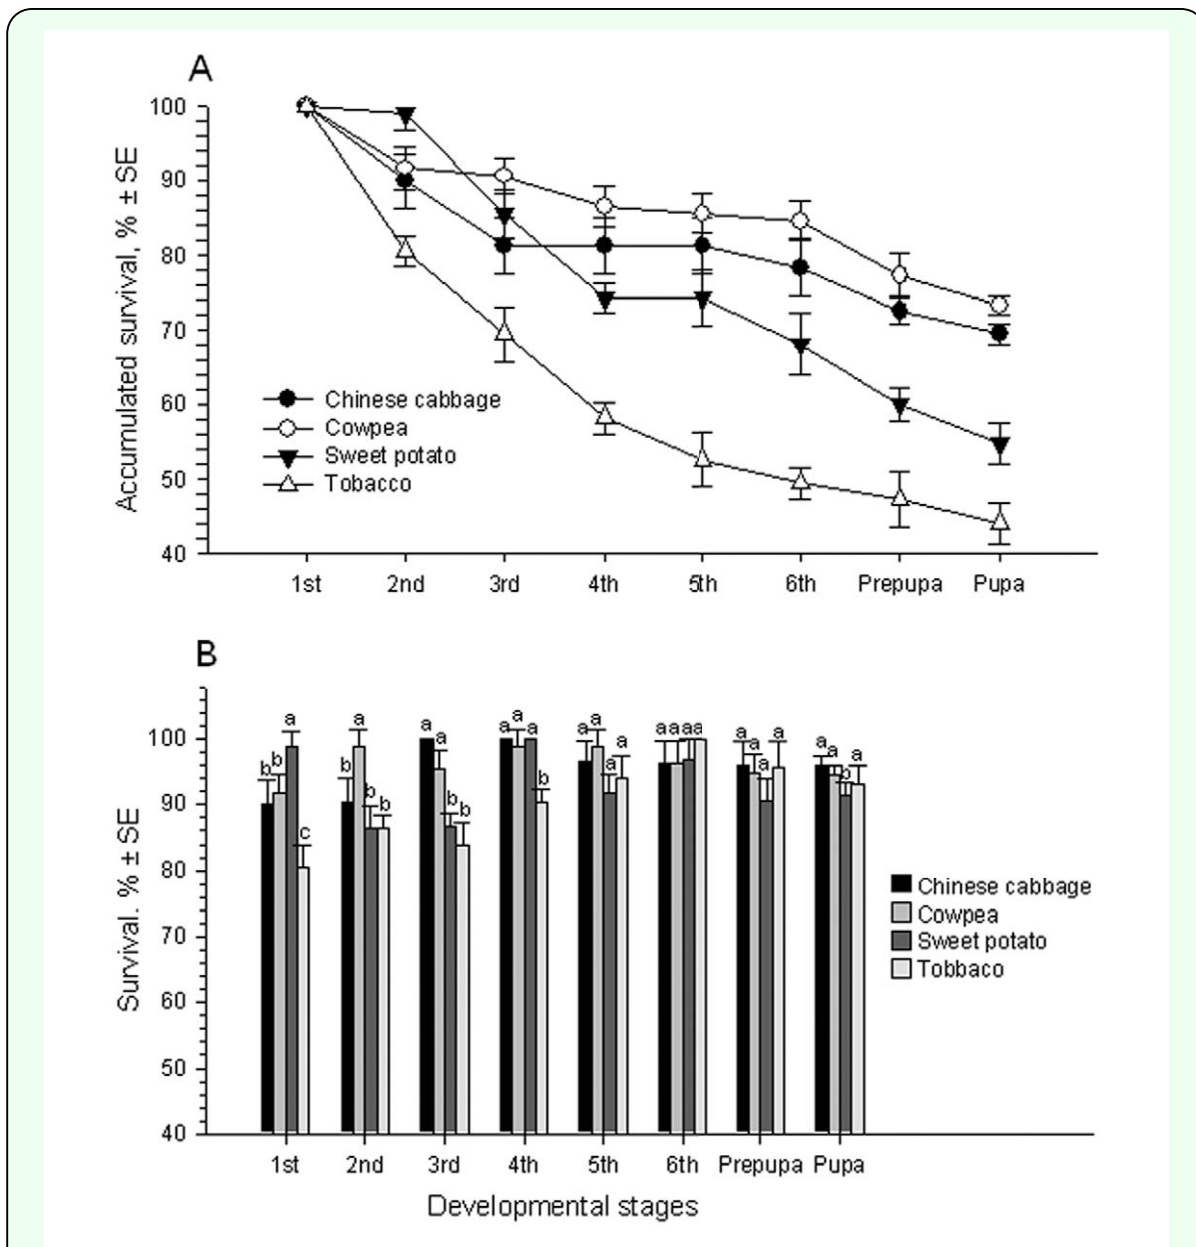 A
Accumulated survival, % ± SE
100
90
80
70
60
50
40
Chinese cabbage
Cowpea
Sweet potato
Tobacco
1st 2nd 3rd 4th 5th 6th Prepupa Pupa
B
Survival. % ± SE
100
90
80
70
60
50
40
b b a c
b a b b
a a b b
a a a b
a a a a
a a a a
a a a a
a a b a
Chinese cabbage
Cowpea
Sweet potato
Tobbaco
1st 2nd 3rd 4th 5th 6th Prepupa Pupa
Developmental stages